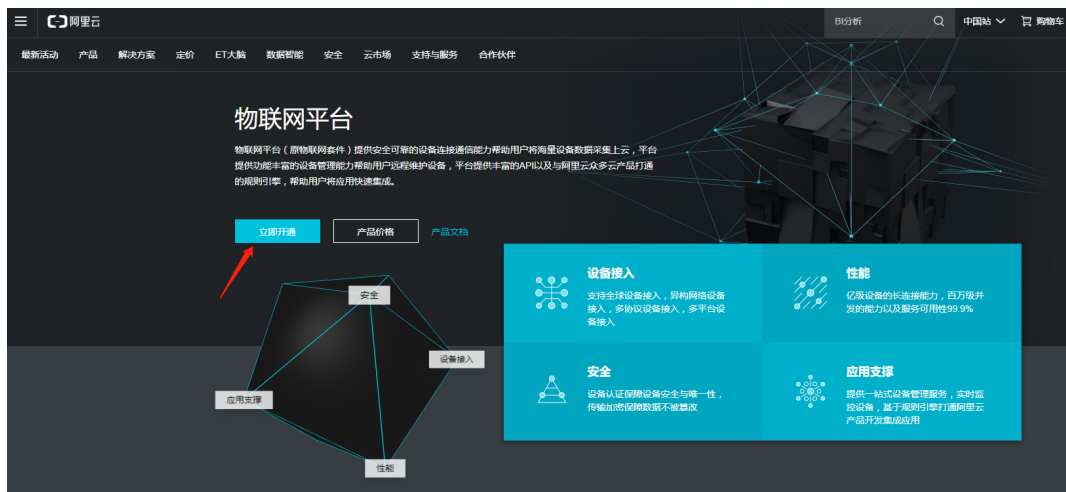 阿里云
BI分析
中国站
购物车
最新活动
产品
解决方案
定价
ET大脑
数据智能
安全
云市场
支持与服务
合作伙伴
物联网平台
物联网平台（原物联网套件）提供安全可靠的设备连接通信能力帮助用户将海量设备数据采集上云，平台
提供功能丰富的设备管理能力帮助用户远程维护设备，平台提供丰富的API以及与阿里云众多云产品打通
的规则引擎，帮助用户将应用快速集成。
立即开通
产品价格
产品文档
安全
设备接入
应用支撑
性能
设备接入
支持全球设备接入，异构网络设备
接入，多协议设备接入，多平台设
备接入
性能
亿级设备的长连接能力，百万级并
发的能力以及服务可用性99.9%
安全
设备认证保障设备安全与唯一性，
传输加密保障数据不被篡改
应用支撑
提供一站式设备管理服务，实时监
控设备，基于规则引擎打通阿里云
产品开发集成应用